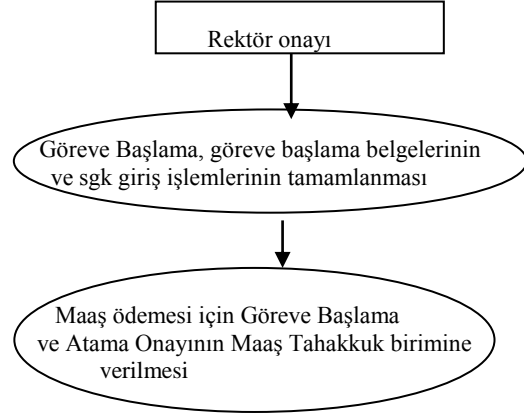 Rektör onayı
Göreve Başlama, göreve başlama belgelerinin
ve sgk giriş işlemlerinin tamamlanması
Maaş ödemesi için Göreve Başlama
ve Atama Onayının Maaş Tahakkuk birimine
verilmesi